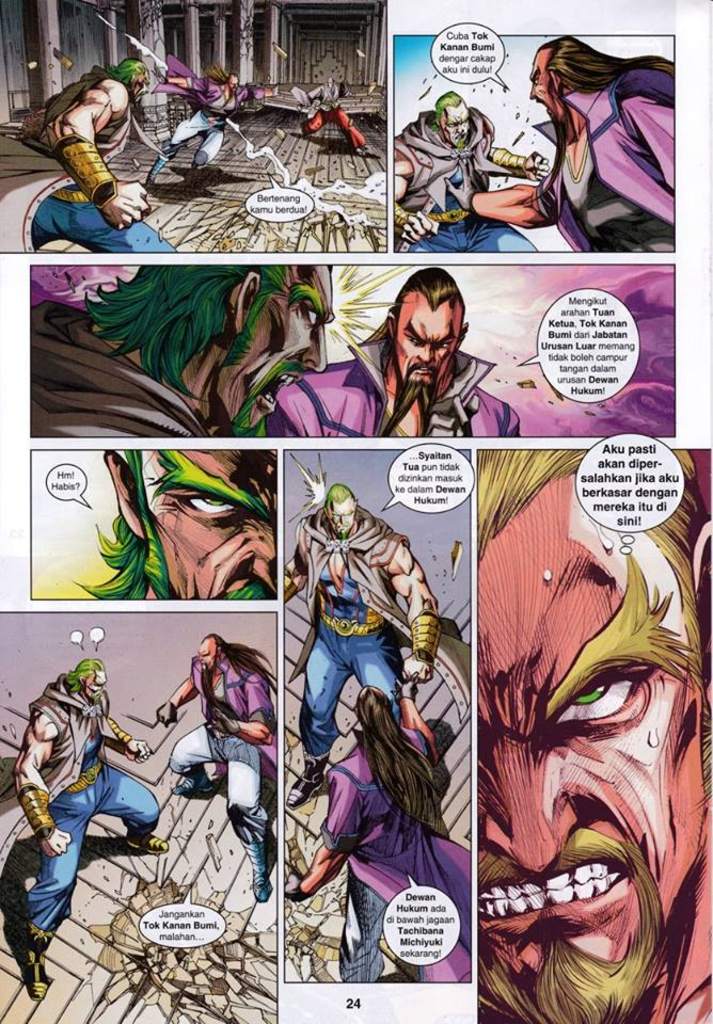 Bertenang
kamu berdua!
Cuba Tok
Kanan Bumi
dengar cakap
aku ini dulu!
Mengikut
arahan Tuan
Ketua, Tok Kanan
Bumi dari Jabatan
Urusan Luar memang
tidak boleh campur
tangan dalam
urusan Dewan
Hukum!
Hm!
Habis?
Jangankan
Tok Kanan Bumi,
malahan...
...Syaitan
Tua pun tidak
dizinkan masuk
ke dalam Dewan
Hukum!
Dewan
Hukum ada
di bawah jagaan
Tachibana
Michiyuki
sekarang!
Aku pasti
akan diper-
salahkan jika aku
berkasar dengan
mereka itu di
sini!
24